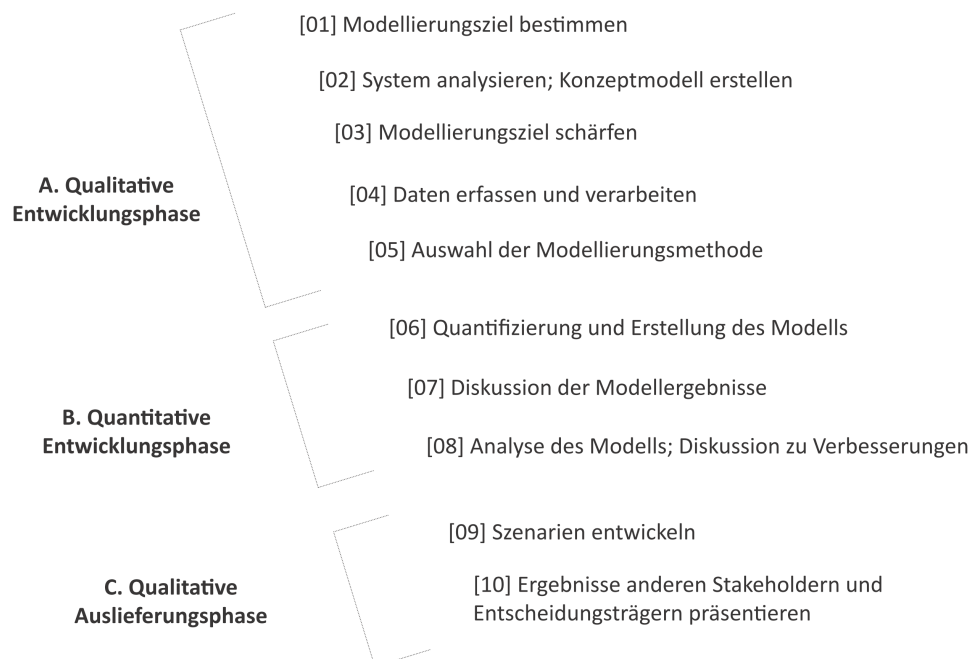 [01] Modellierungsziel bestimmen
[02] System analysieren; Konzeptmodell erstellen
[03] Modellierungsziel schärfen
A. Qualitative
Entwicklungsphase
[04] Daten erfassen und verarbeiten
[05] Auswahl der Modellierungsmethode
[06] Quantifizierung und Erstellung des Modells
[07] Diskussion der Modellergebnisse
B. Quantitative
Entwicklungsphase
[08] Analyse des Modells; Diskussion zu Verbesserungen
[09] Szenarien entwickeln
C. Qualitative
Auslieferungsphase
[10] Ergebnisse anderen Stakeholdern und
Entscheidungsträgern präsentieren